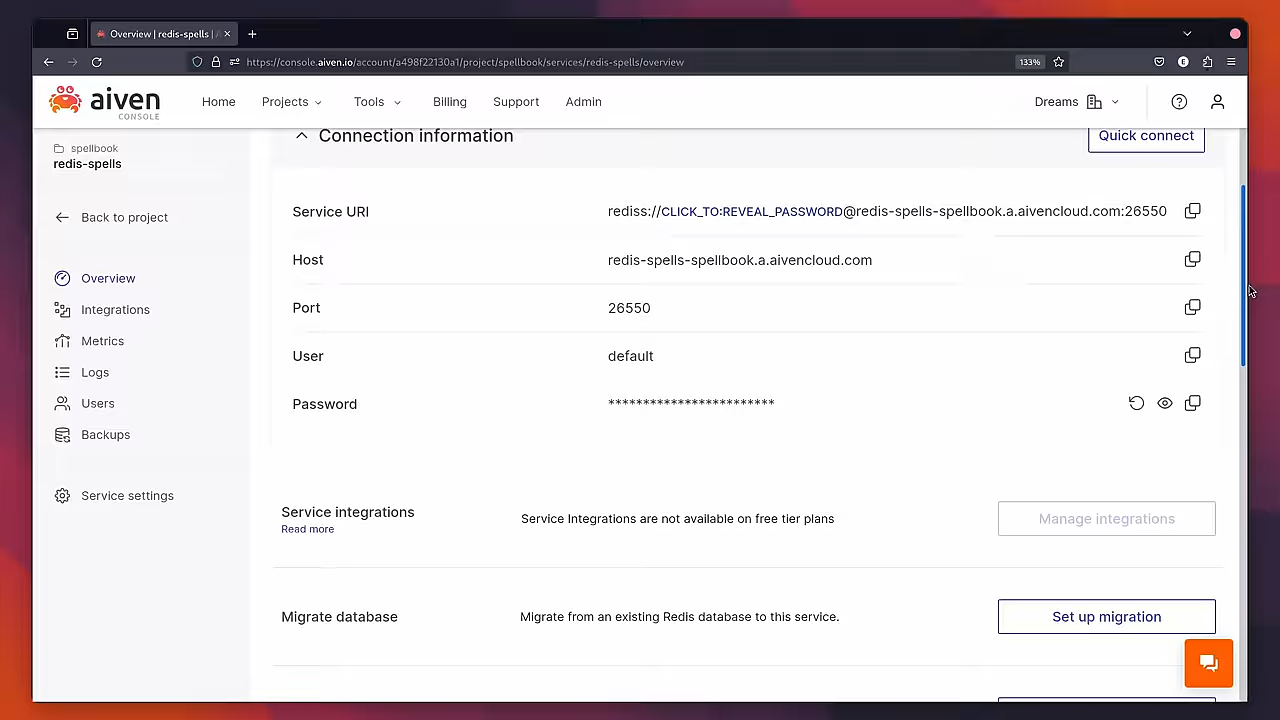 Overview | redis-spells | A
https://console.aiven.io/account/a498f22130a1/project/spellbook/services/redis-spells/overview
133%
E
aiven
CONSOLE
Home
Projects
Tools
Billing
Support
Admin
Dreams
spellbook
redis-spells
Back to project
Overview
Integrations
Metrics
Logs
Users
Backups
Service settings
Connection information
Quick connect
Service URI
rediss://CLICK_TO:REVEAL_PASSWORD@redis-spells-spellbook.a.aivencloud.com:26550
Host
redis-spells-spellbook.a.aivencloud.com
Port
26550
User
default
Password
************************
Service integrations
Read more
Service Integrations are not available on free tier plans
Manage integrations
Migrate database
Migrate from an existing Redis database to this service.
Set up migration